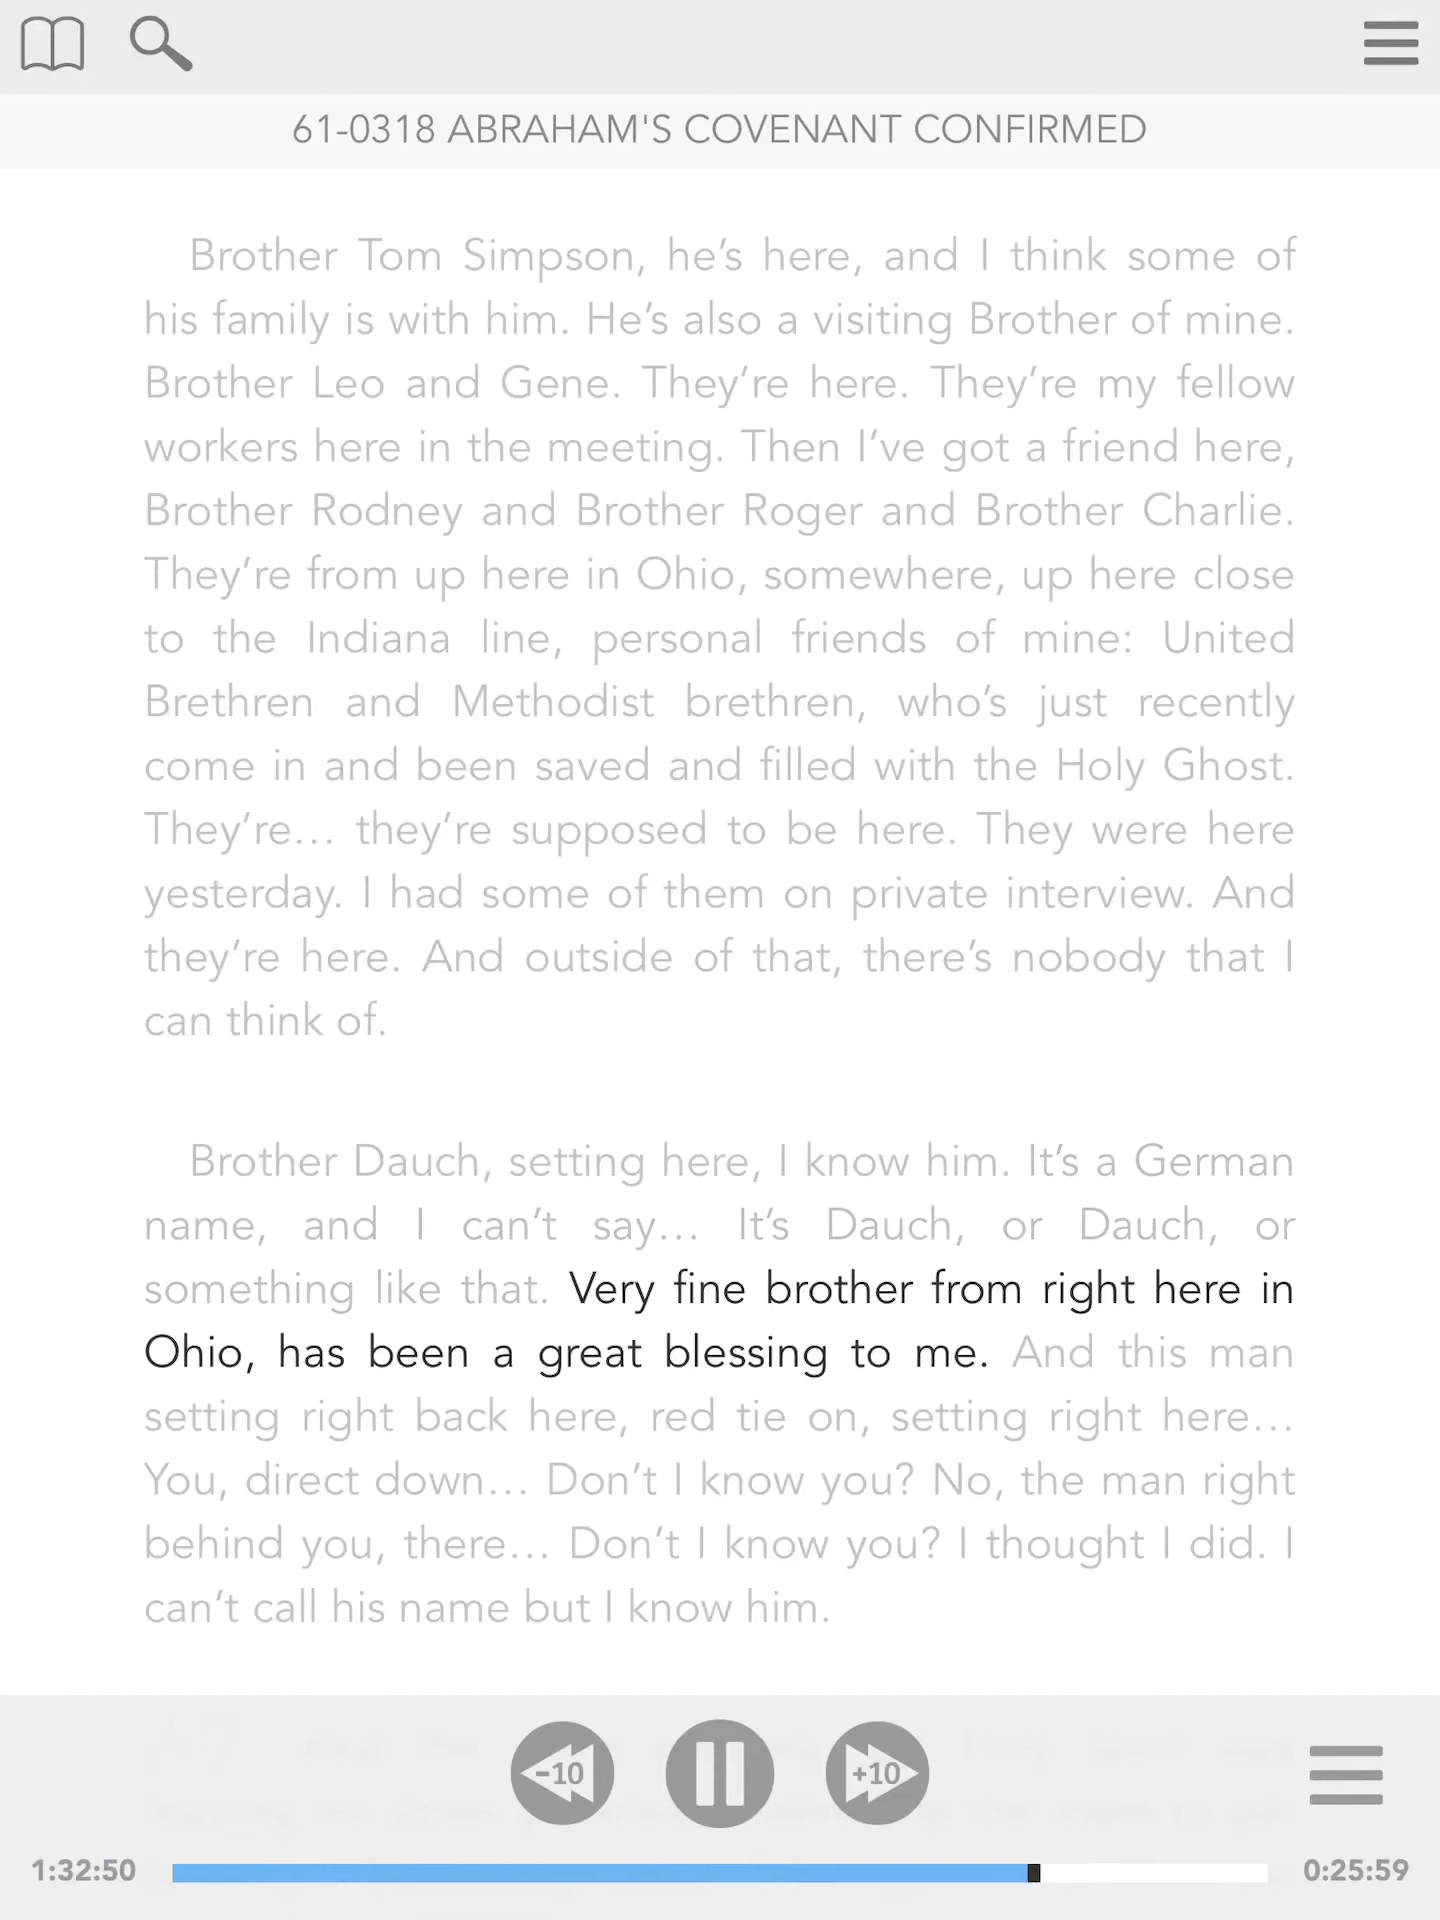 61-0318 ABRAHAM'S COVENANT CONFIRMED
Brother Tom Simpson, he’s here, and I think some of
his family is with him. He’s also a visiting Brother of mine.
Brother Leo and Gene. They’re here. They’re my fellow
workers here in the meeting. Then I’ve got a friend here,
Brother Rodney and Brother Roger and Brother Charlie.
They’re from up here in Ohio, somewhere, up here close
to the Indiana line, personal friends of mine: United
Brethren and Methodist brethren, who’s just recently
come in and been saved and filled with the Holy Ghost.
They’re… they’re supposed to be here. They were here
yesterday. I had some of them on private interview. And
they’re here. And outside of that, there’s nobody that I
can think of.
Brother Dauch, setting here, I know him. It’s a German
name, and I can’t say… It’s Dauch, or Dauch, or
something like that. Very fine brother from right here in
Ohio, has been a great blessing to me. And this man
setting right back here, red tie on, setting right here…
You, direct down… Don’t I know you? No, the man right
behind you, there… Don’t I know you? I thought I did. I
can’t call his name but I know him.
-10 +10
1:32:50 0:25:59